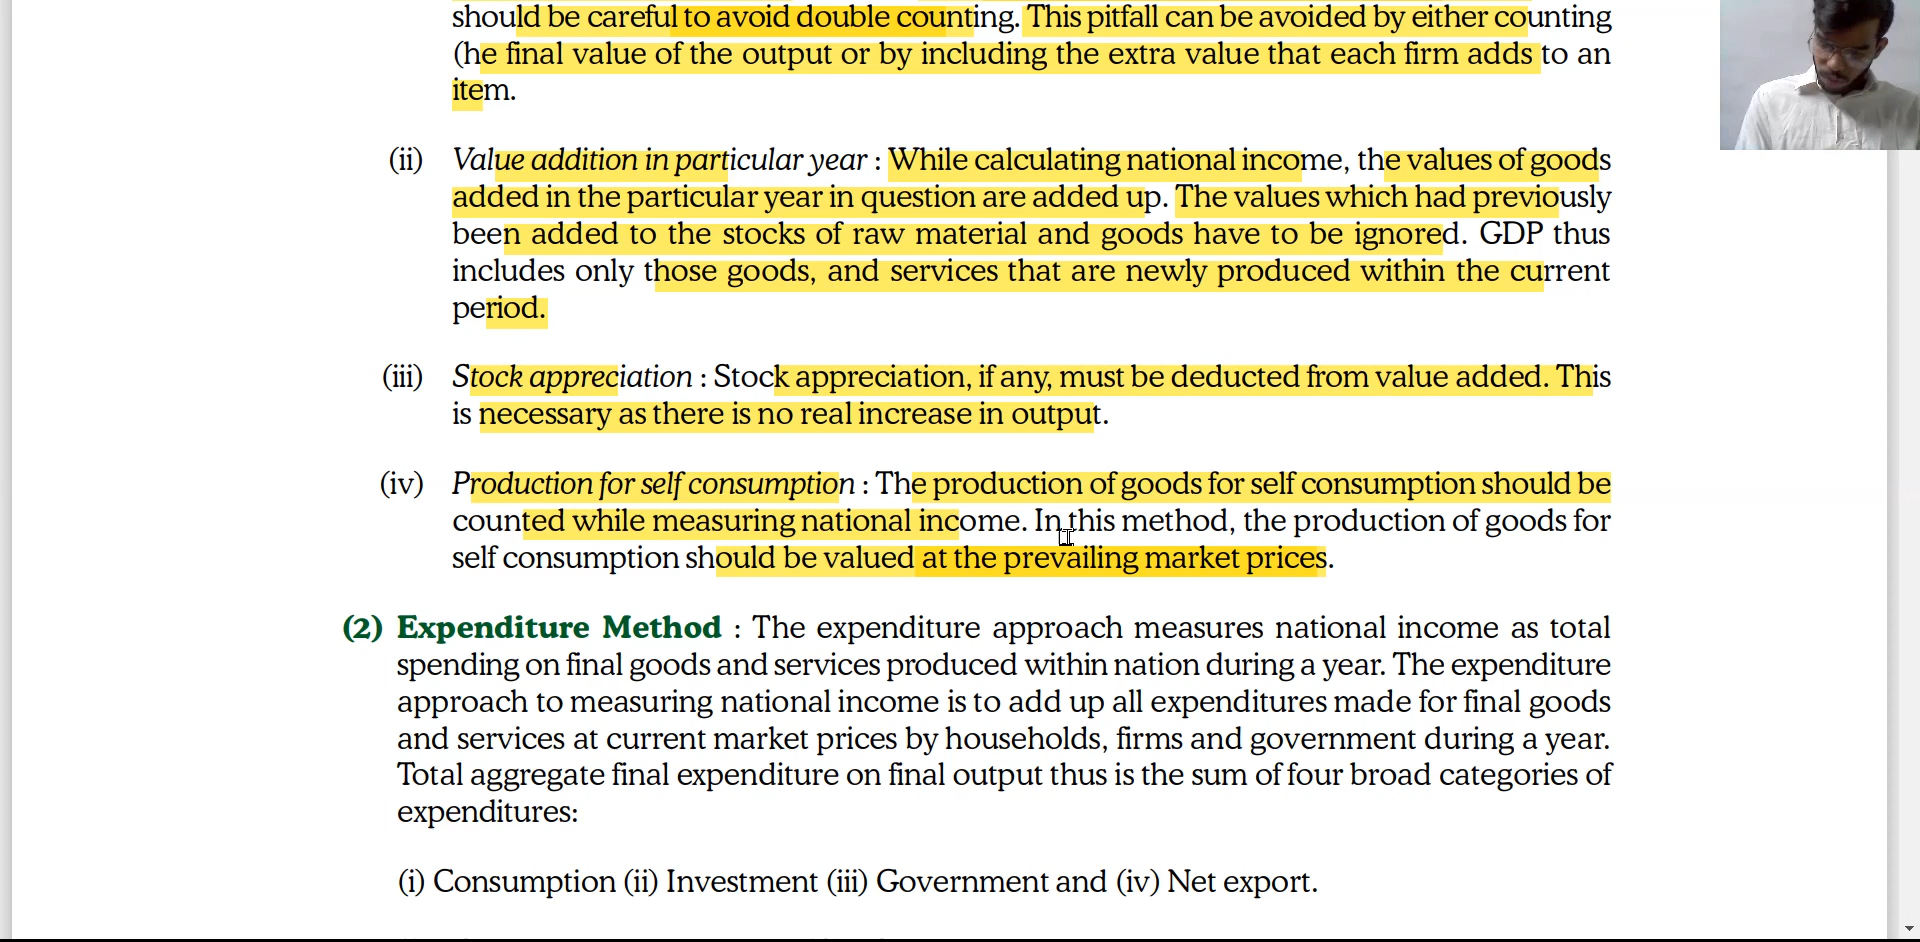 should be careful to avoid double counting. This pitfall can be avoided by either counting
(he final value of the output or by including the extra value that each firm adds to an
item.
(ii) Value addition in particular year : While calculating national income, the values of goods
added in the particular year in question are added up. The values which had previously
been added to the stocks of raw material and goods have to be ignored. GDP thus
includes only those goods, and services that are newly produced within the current
period.
(iii) Stock appreciation : Stock appreciation, if any, must be deducted from value added. This
is necessary as there is no real increase in output.
(iv) Production for self consumption : The production of goods for self consumption should be
counted while measuring national income. In this method, the production of goods for
self consumption should be valued at the prevailing market prices.
(2) Expenditure Method : The expenditure approach measures national income as total
spending on final goods and services produced within nation during a year. The expenditure
approach to measuring national income is to add up all expenditures made for final goods
and services at current market prices by households, firms and government during a year.
Total aggregate final expenditure on final output thus is the sum of four broad categories of
expenditures:
(i) Consumption (ii) Investment (iii) Government and (iv) Net export.